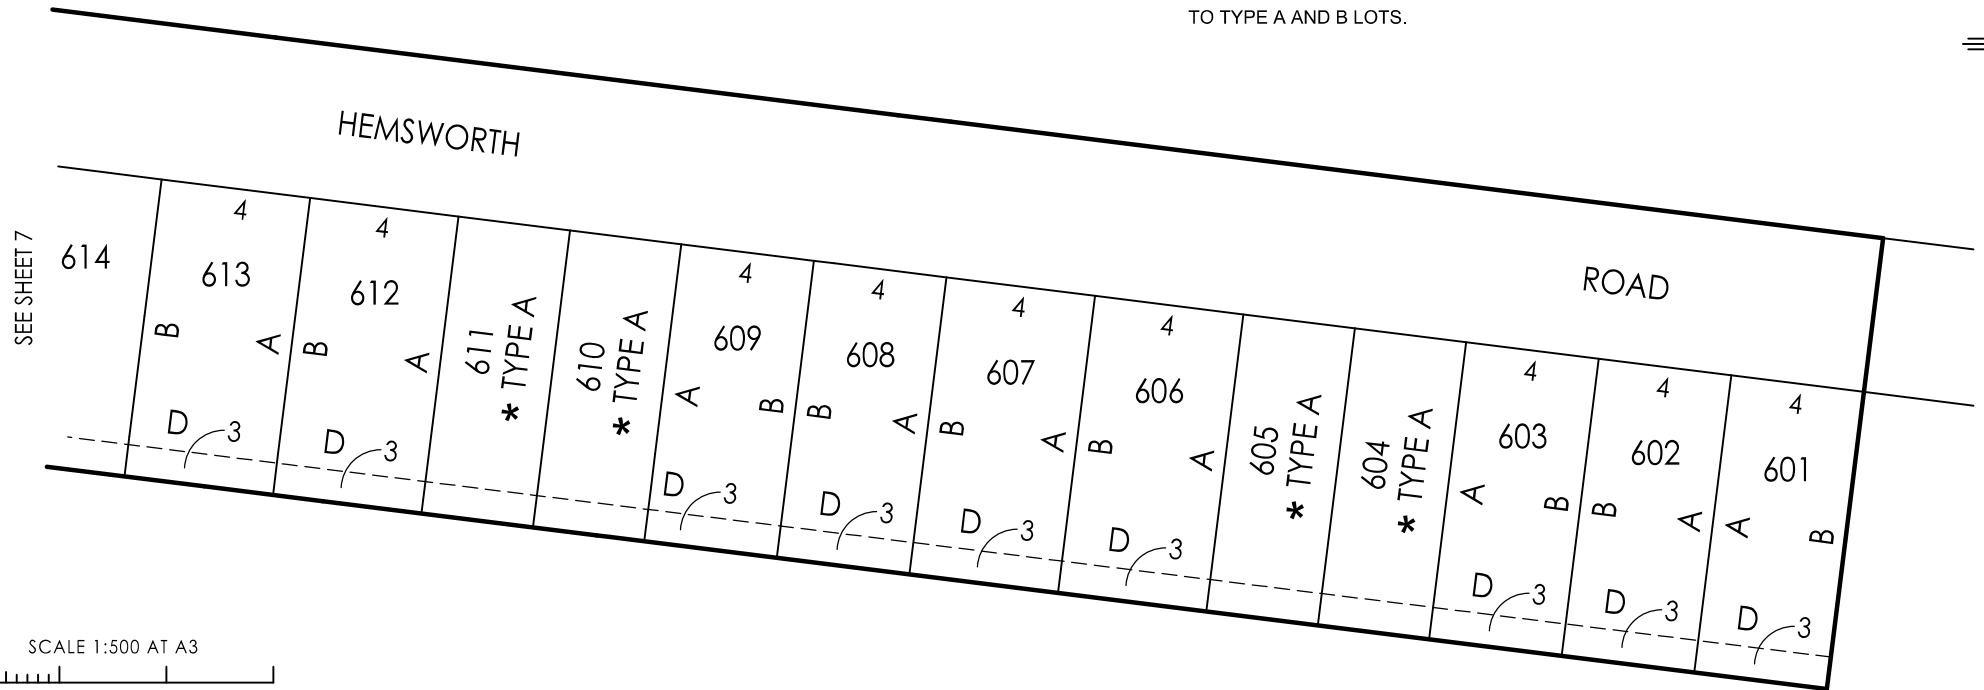 TO TYPE A AND B LOTS.
HEMSWORTH
ROAD
SEE SHEET 7
614
4
613
B
A
D
3
4
612
B
A
D
3
611
* TYPE A
610
* TYPE A
4
609
A
B
D
3
4
608
B
A
D
3
4
607
B
A
D
3
4
606
B
A
D
3
605
* TYPE A
604
* TYPE A
4
603
A
B
D
3
4
602
B
A
D
3
4
601
A
B
D
3
SCALE 1:500 AT A3